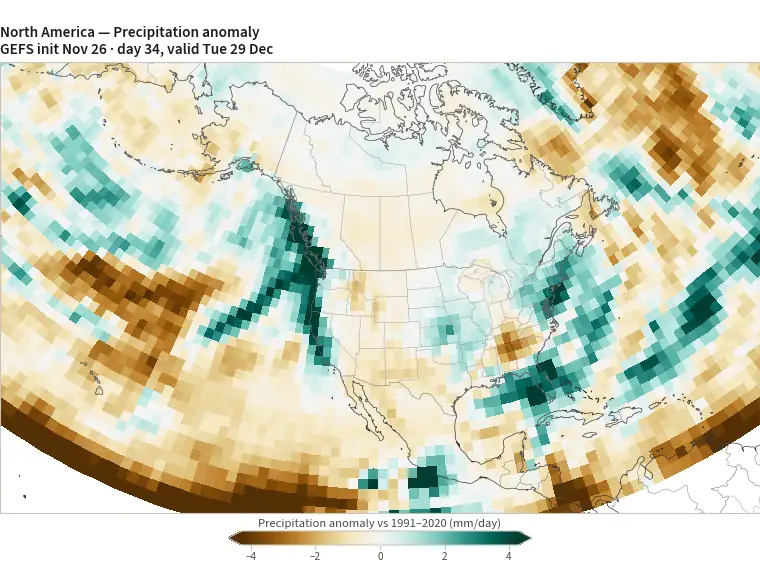 North America — Precipitation anomaly
GEFS init Nov 26 · day 34, valid Tue 29 Dec
Precipitation anomaly vs 1991–2020 (mm/day)
−4 −2 0 2 4